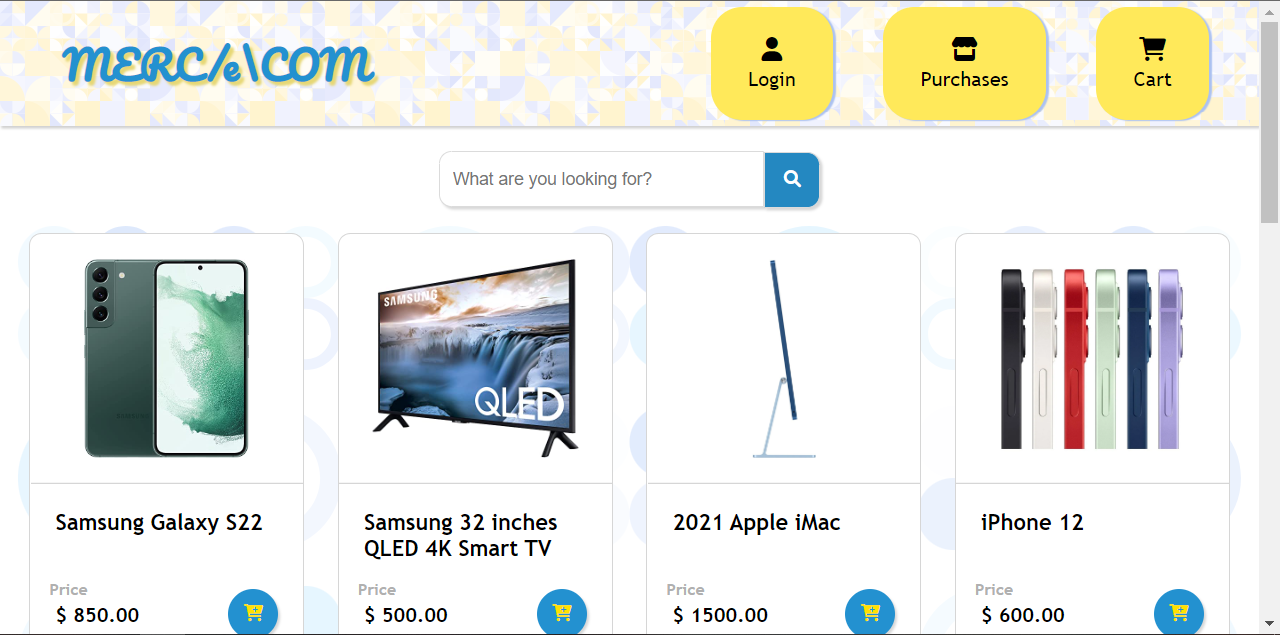 MERC/e\COM
Login
Purchases
Cart
What are you looking for?
SAMSUNG
QLED
Samsung Galaxy S22
Samsung 32 inches
QLED 4K Smart TV
2021 Apple iMac
iPhone 12
Price
$ 850.00
Price
$ 500.00
Price
$ 1500.00
Price
$ 600.00